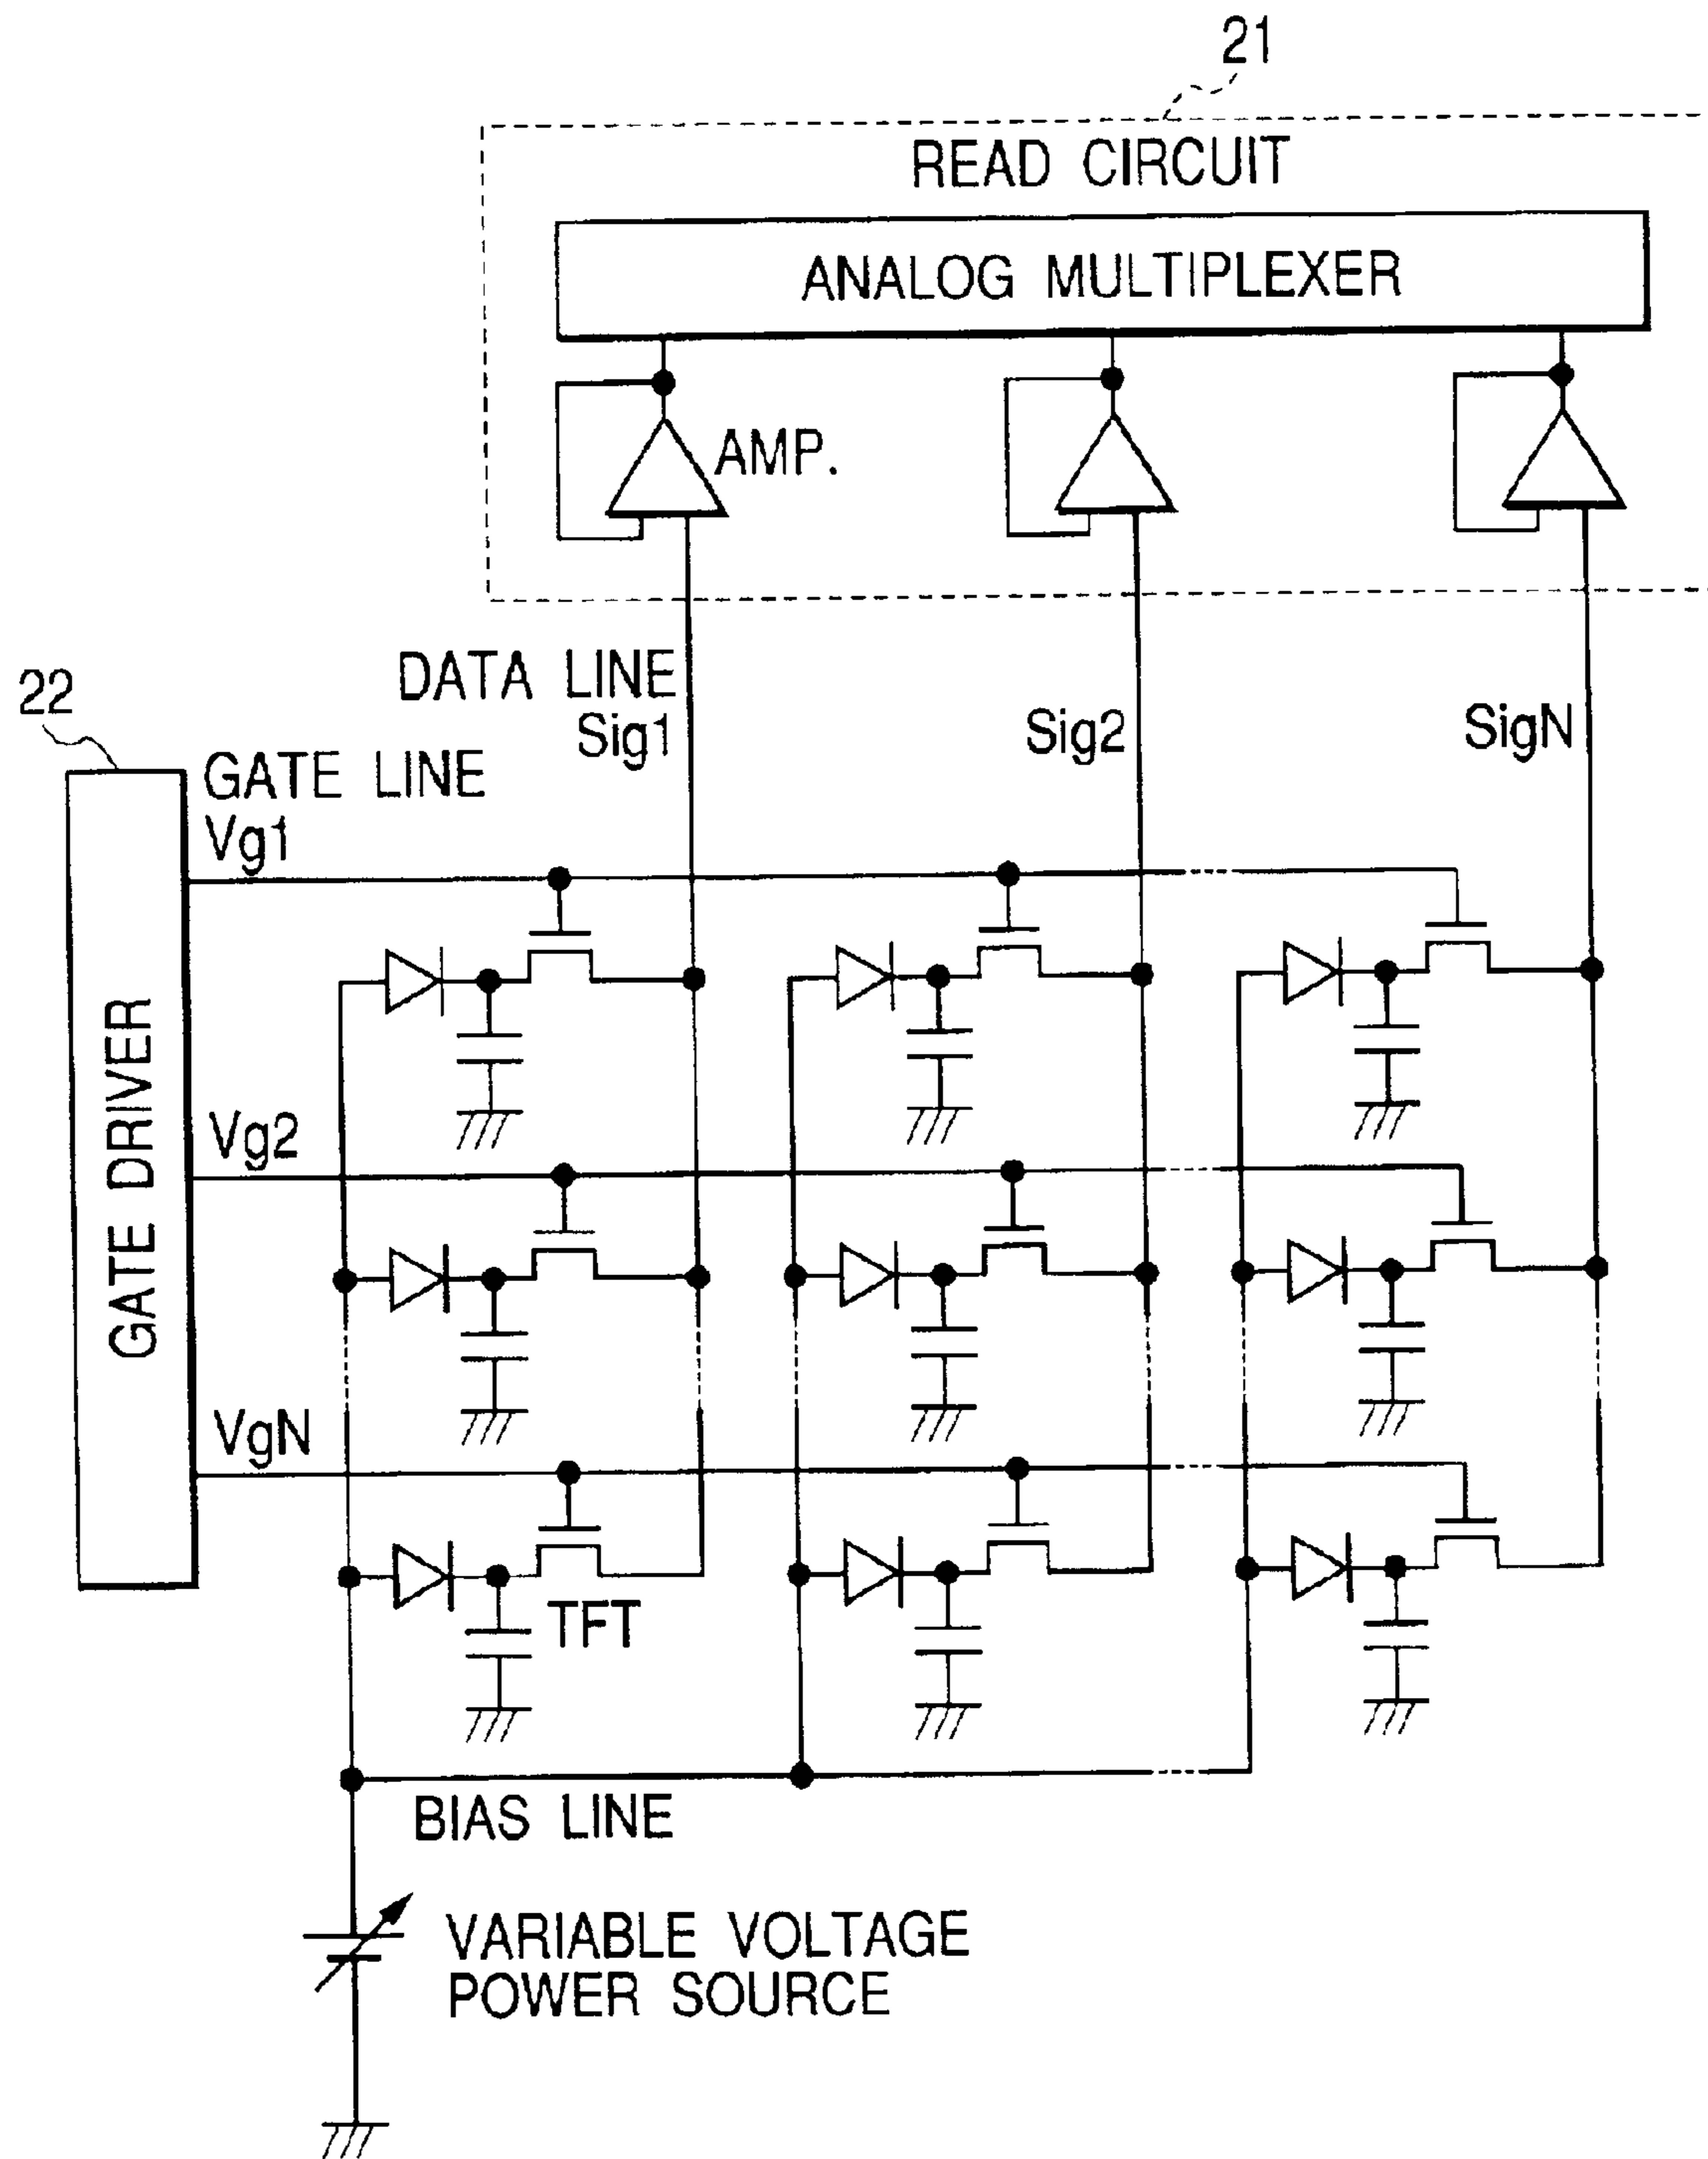 21
READ CIRCUIT
ANALOG MULTIPLEXER
AMP.
DATA LINE
Sig1
Sig2
SigN
22
GATE LINE
Vg1
GATE DRIVER
Vg2
VgN
TFT
BIAS LINE
VARIABLE VOLTAGE
POWER SOURCE